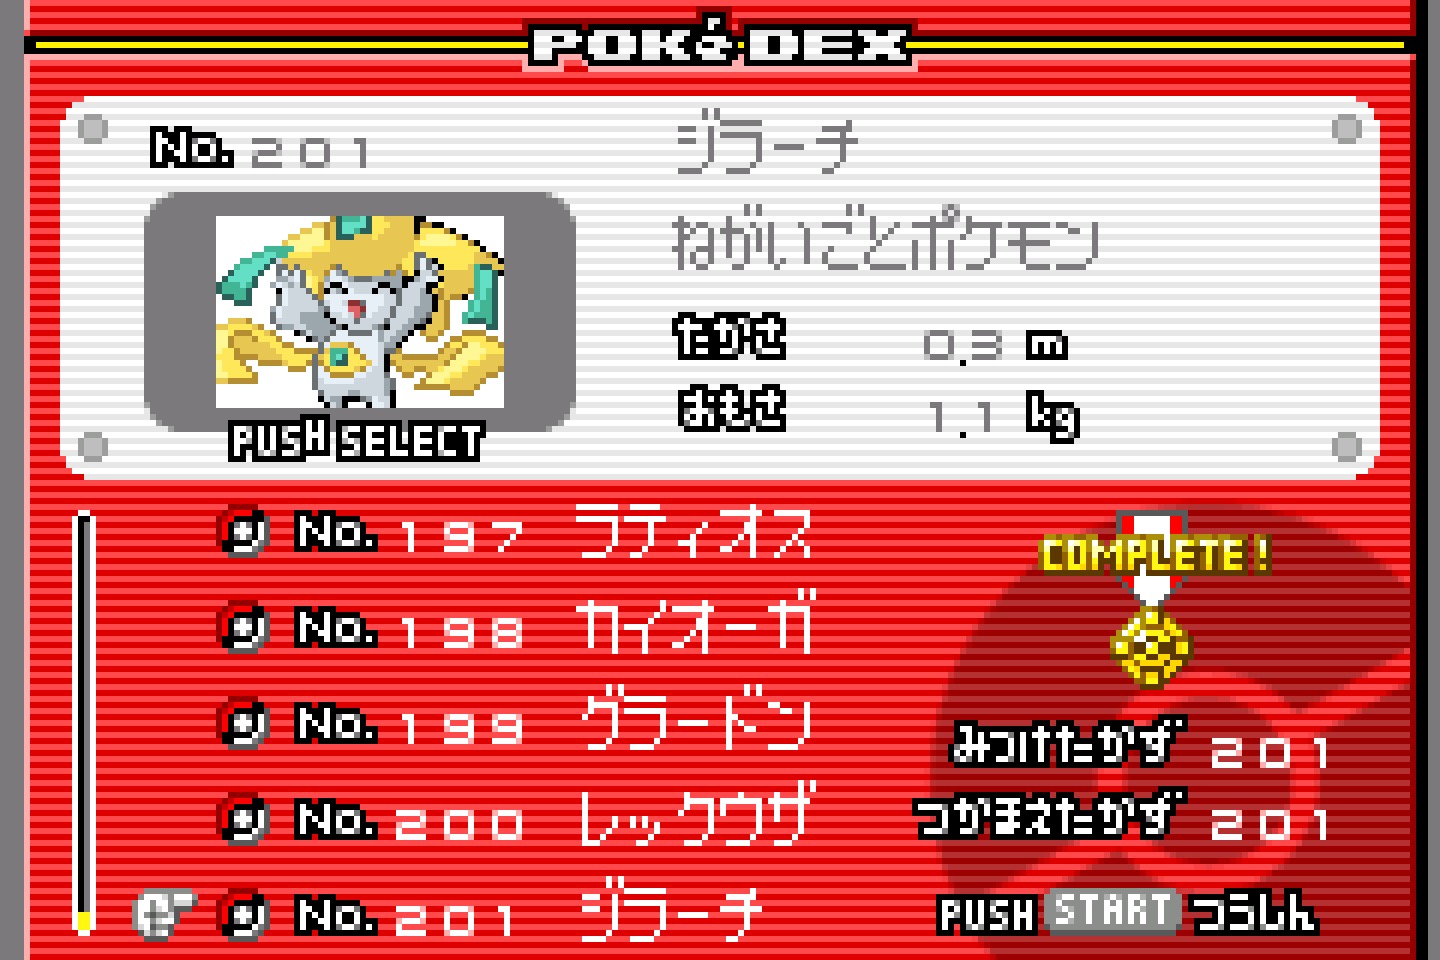 POKéDEX
No. 201 ジラーチ
ねがいごとポケモン
たかさ 0.3 m
おもさ 1.1 kg
PUSH SELECT
No. 197 ラティオス
COMPLETE!
No. 198 カイオーガ
No. 199 グラードン
みつけたかず 201
No. 200 レックウザ
つかまえたかず 201
No. 201 ジラーチ
PUSH START つうしん